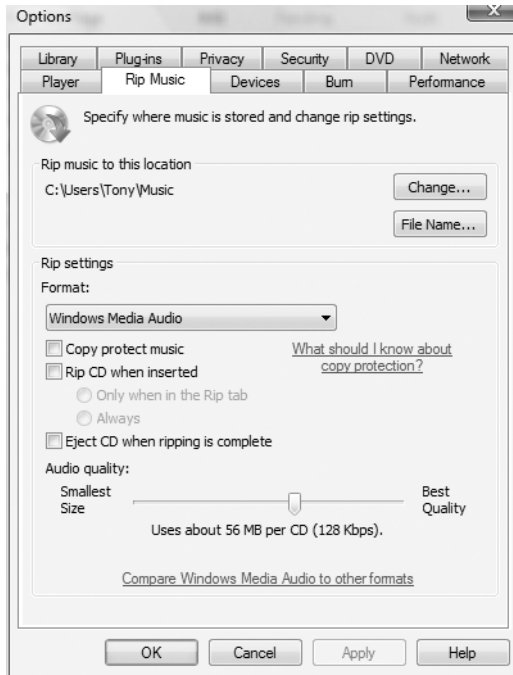 Options
Library Plug-ins Privacy Security DVD Network
Player Rip Music Devices Burn Performance
Specify where music is stored and change rip settings.
Rip music to this location
C:\Users\Tony\Music
Change...
File Name...
Rip settings
Format:
Windows Media Audio
Copy protect music
What should I know about
copy protection?
Rip CD when inserted
Only when in the Rip tab
Always
Eject CD when ripping is complete
Audio quality:
Smallest
Size
Best
Quality
Uses about 56 MB per CD (128 Kbps).
Compare Windows Media Audio to other formats
OK Cancel Apply Help